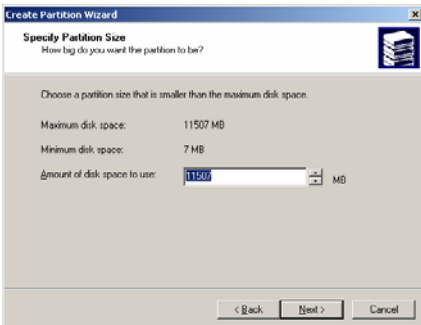 Create Partition Wizard
Specify Partition Size
How big do you want the partition to be?
Choose a partition size that is smaller than the maximum disk space.
Maximum disk space: 11507 MB
Minimum disk space: 7 MB
Amount of disk space to use: 11507 MB
< Back Next > Cancel